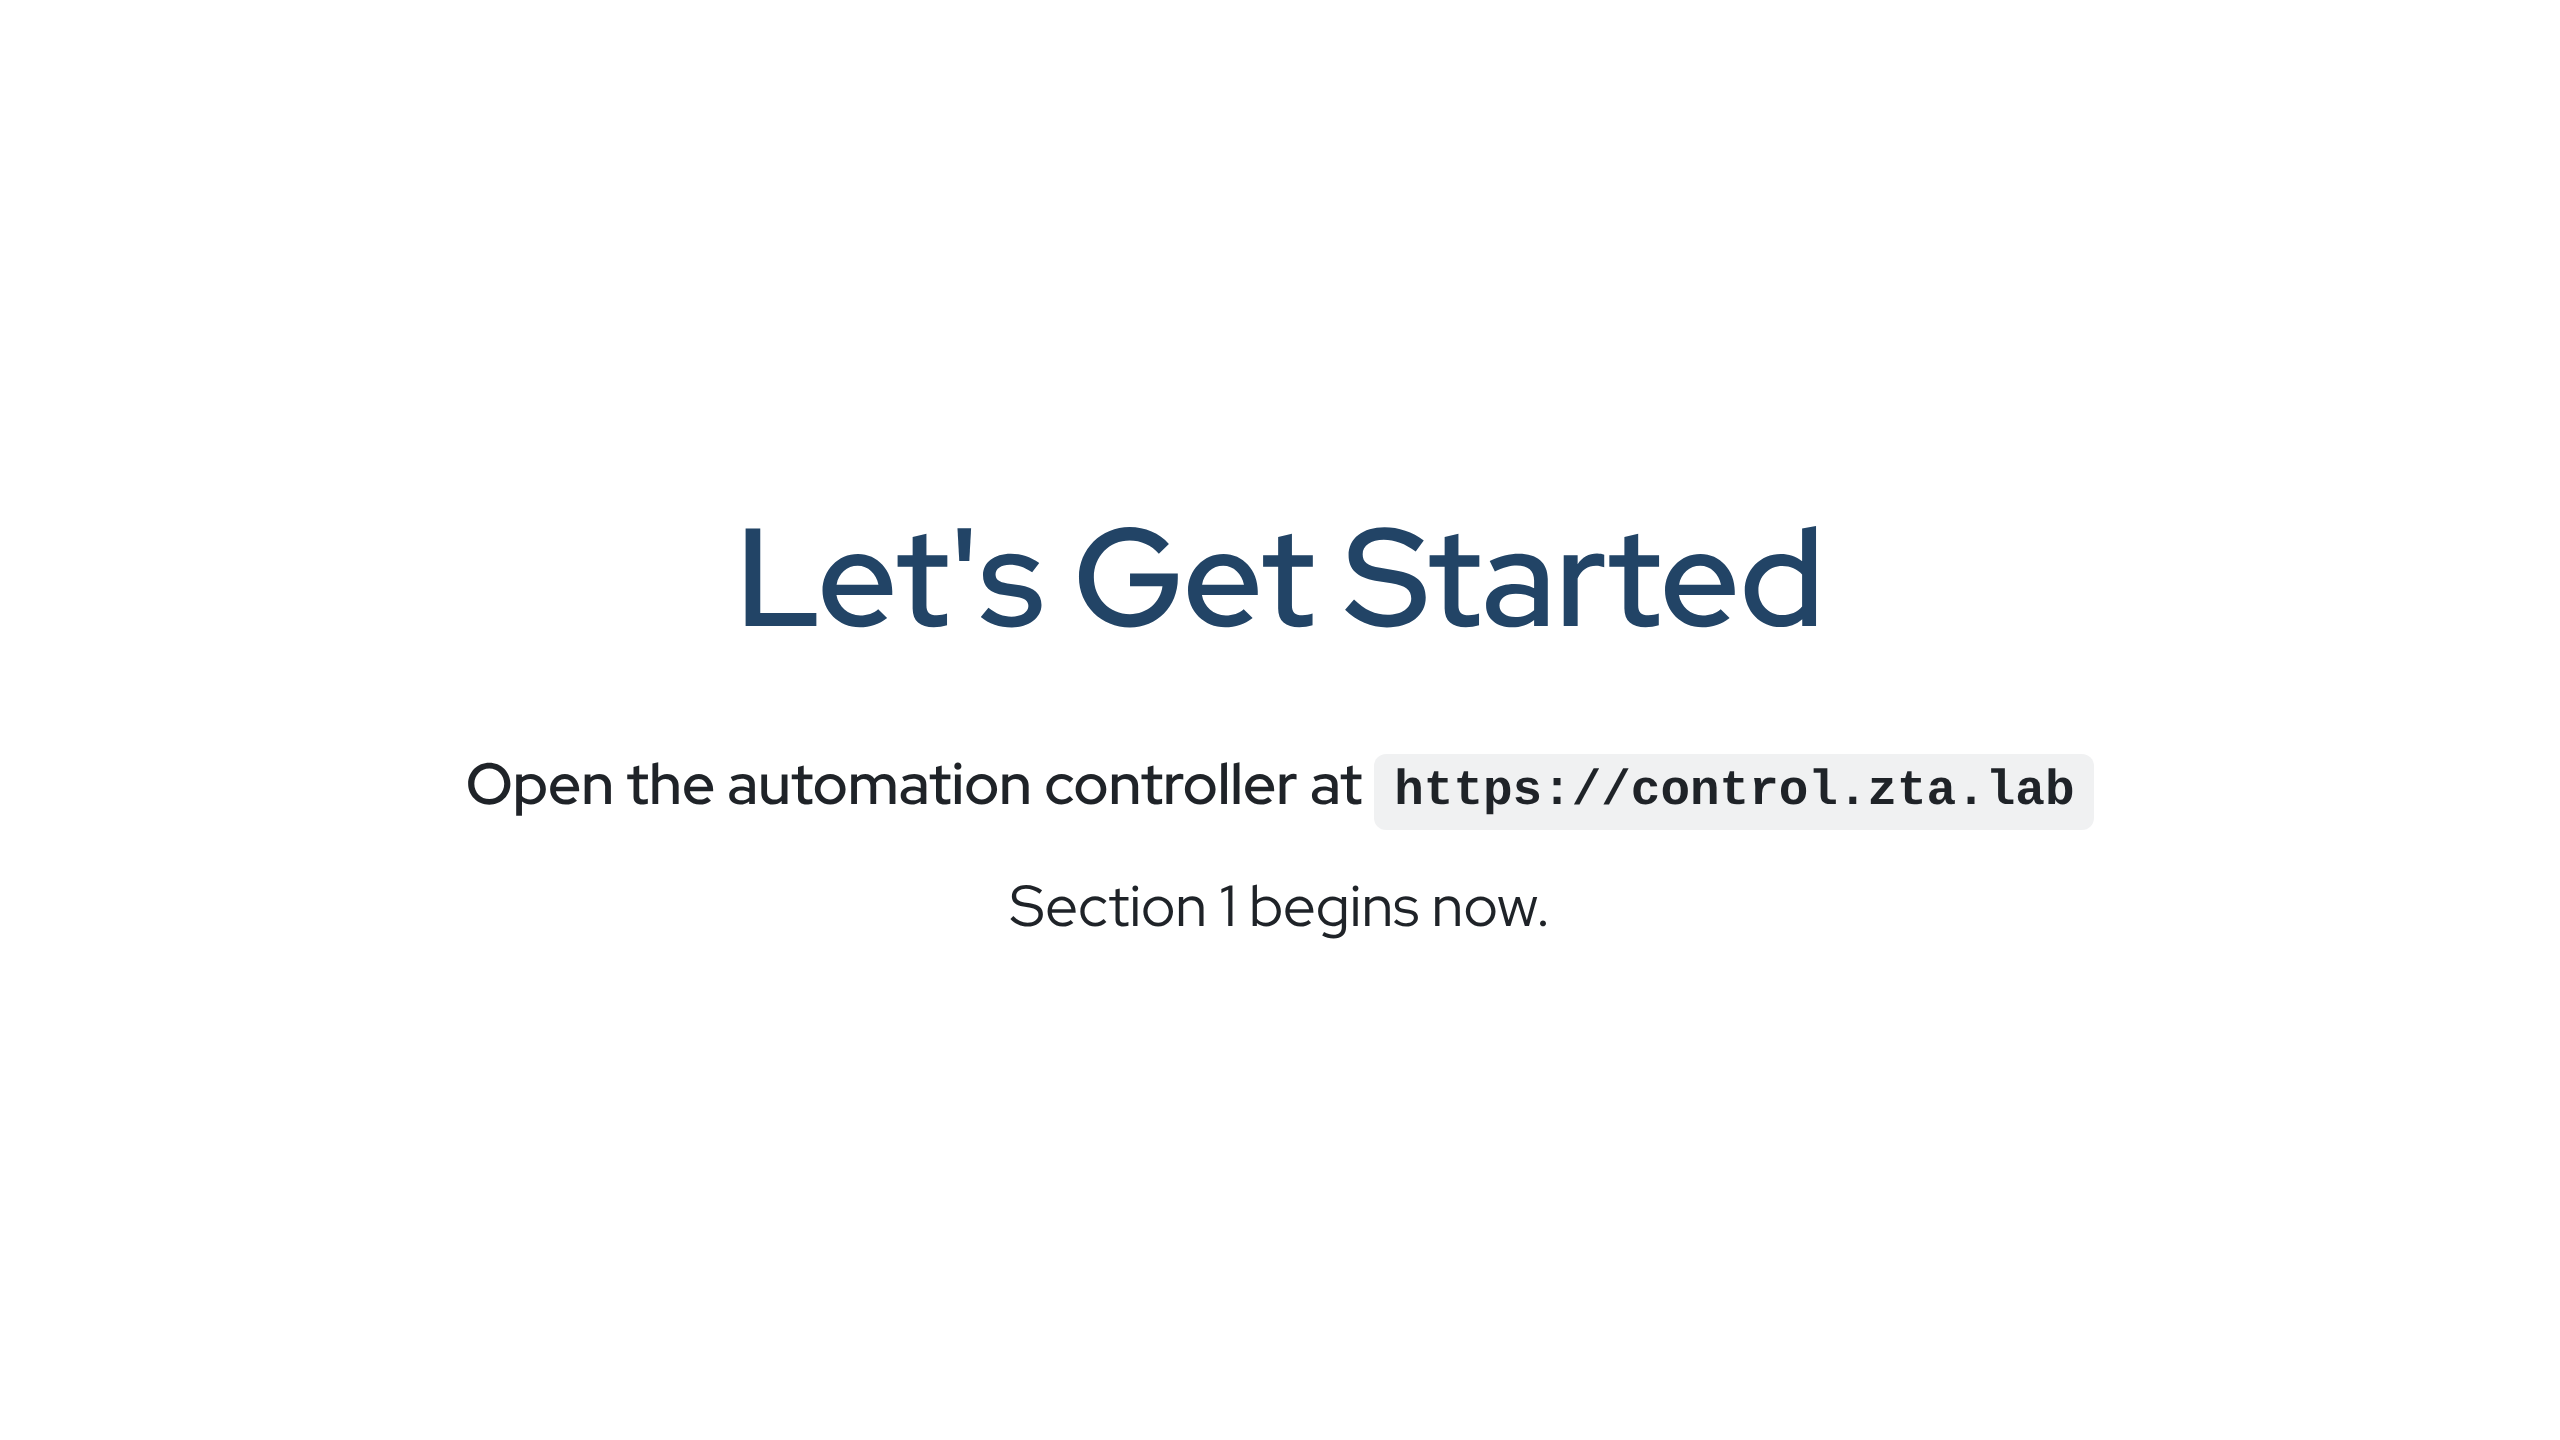 Let's Get Started
Open the automation controller at https://control.zta.lab
Section 1 begins now.